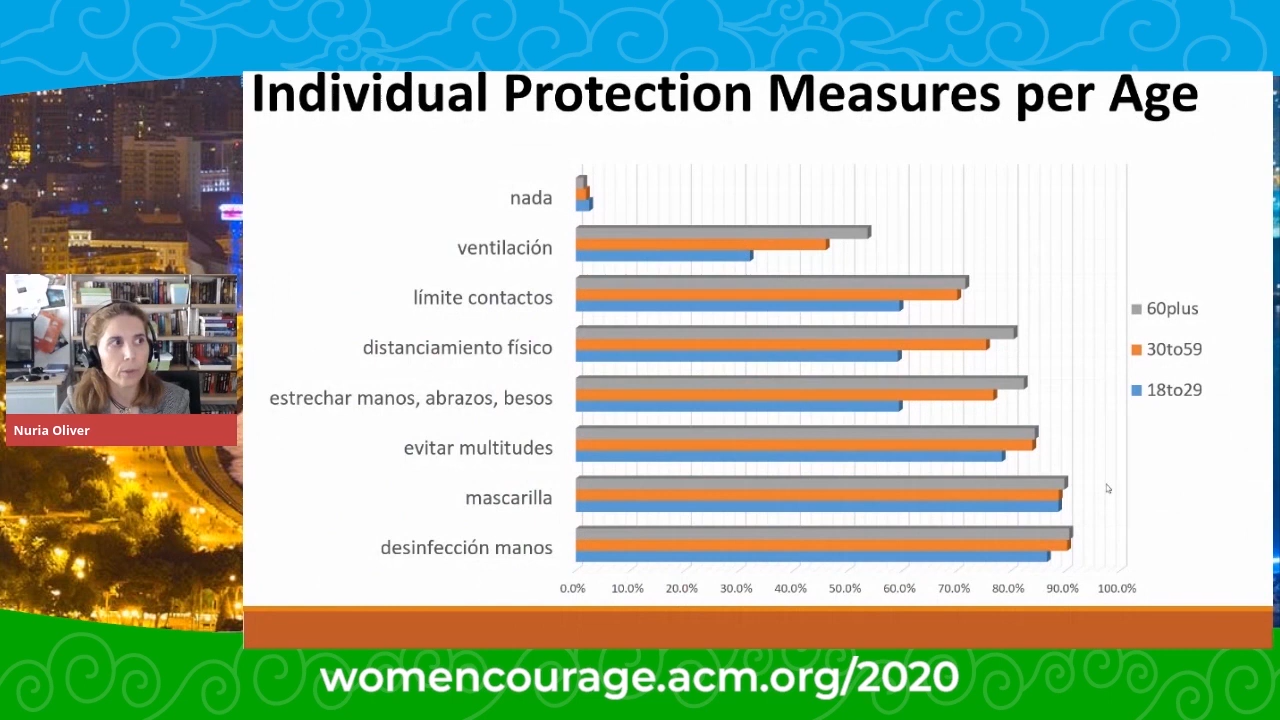 Individual Protection Measures per Age
nada
ventilación
límite contactos
distanciamiento físico
estrechar manos, abrazos, besos
evitar multitudes
mascarilla
desinfección manos
0.0% 10.0% 20.0% 30.0% 40.0% 50.0% 60.0% 70.0% 80.0% 90.0% 100.0%
60plus
30to59
18to29
Nuria Oliver
womencourage.acm.org/2020